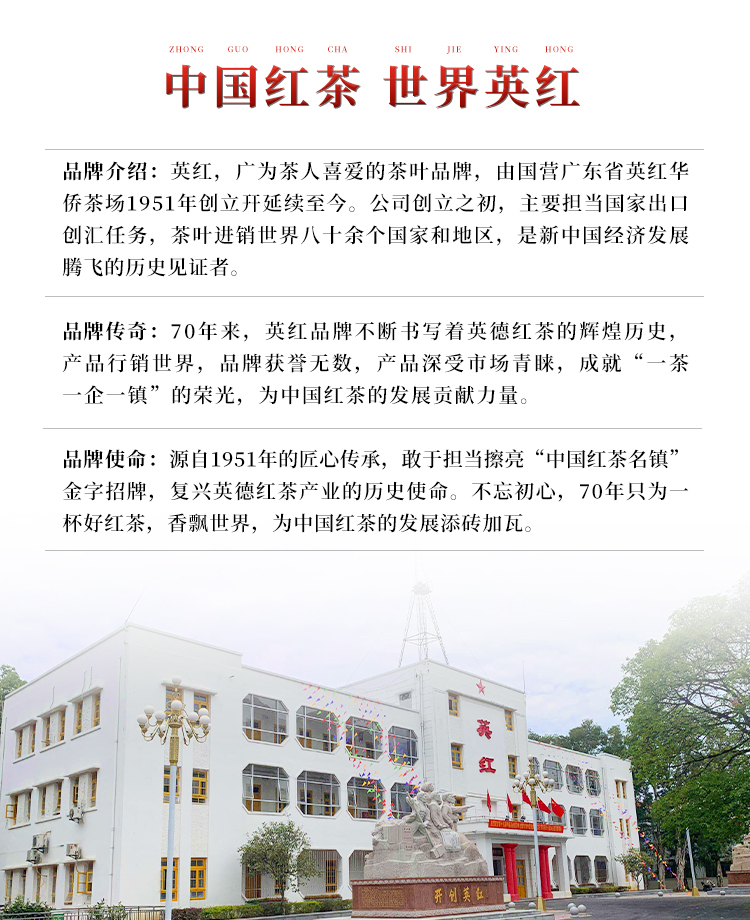 ZHONG GUO HONG CHA SHI JIE YING HONG
中国红茶 世界英红
品牌介绍：英红，广为茶人喜爱的茶叶品牌，由国营广东省英红华
侨茶场1951年创立开延续至今。公司创立之初，主要担当国家出口
创汇任务，茶叶进销世界八十余个国家和地区，是新中国经济发展
腾飞的历史见证者。
品牌传奇：70年来，英红品牌不断书写着英德红茶的辉煌历史，
产品行销世界，品牌获誉无数，产品深受市场青睐，成就“一茶
一企一镇”的荣光，为中国红茶的发展贡献力量。
品牌使命：源自1951年的匠心传承，敢于担当擦亮“中国红茶名镇”
金字招牌，复兴英德红茶产业的历史使命。不忘初心，70年只为一
杯好红茶，香飘世界，为中国红茶的发展添砖加瓦。
英
红
开创英红